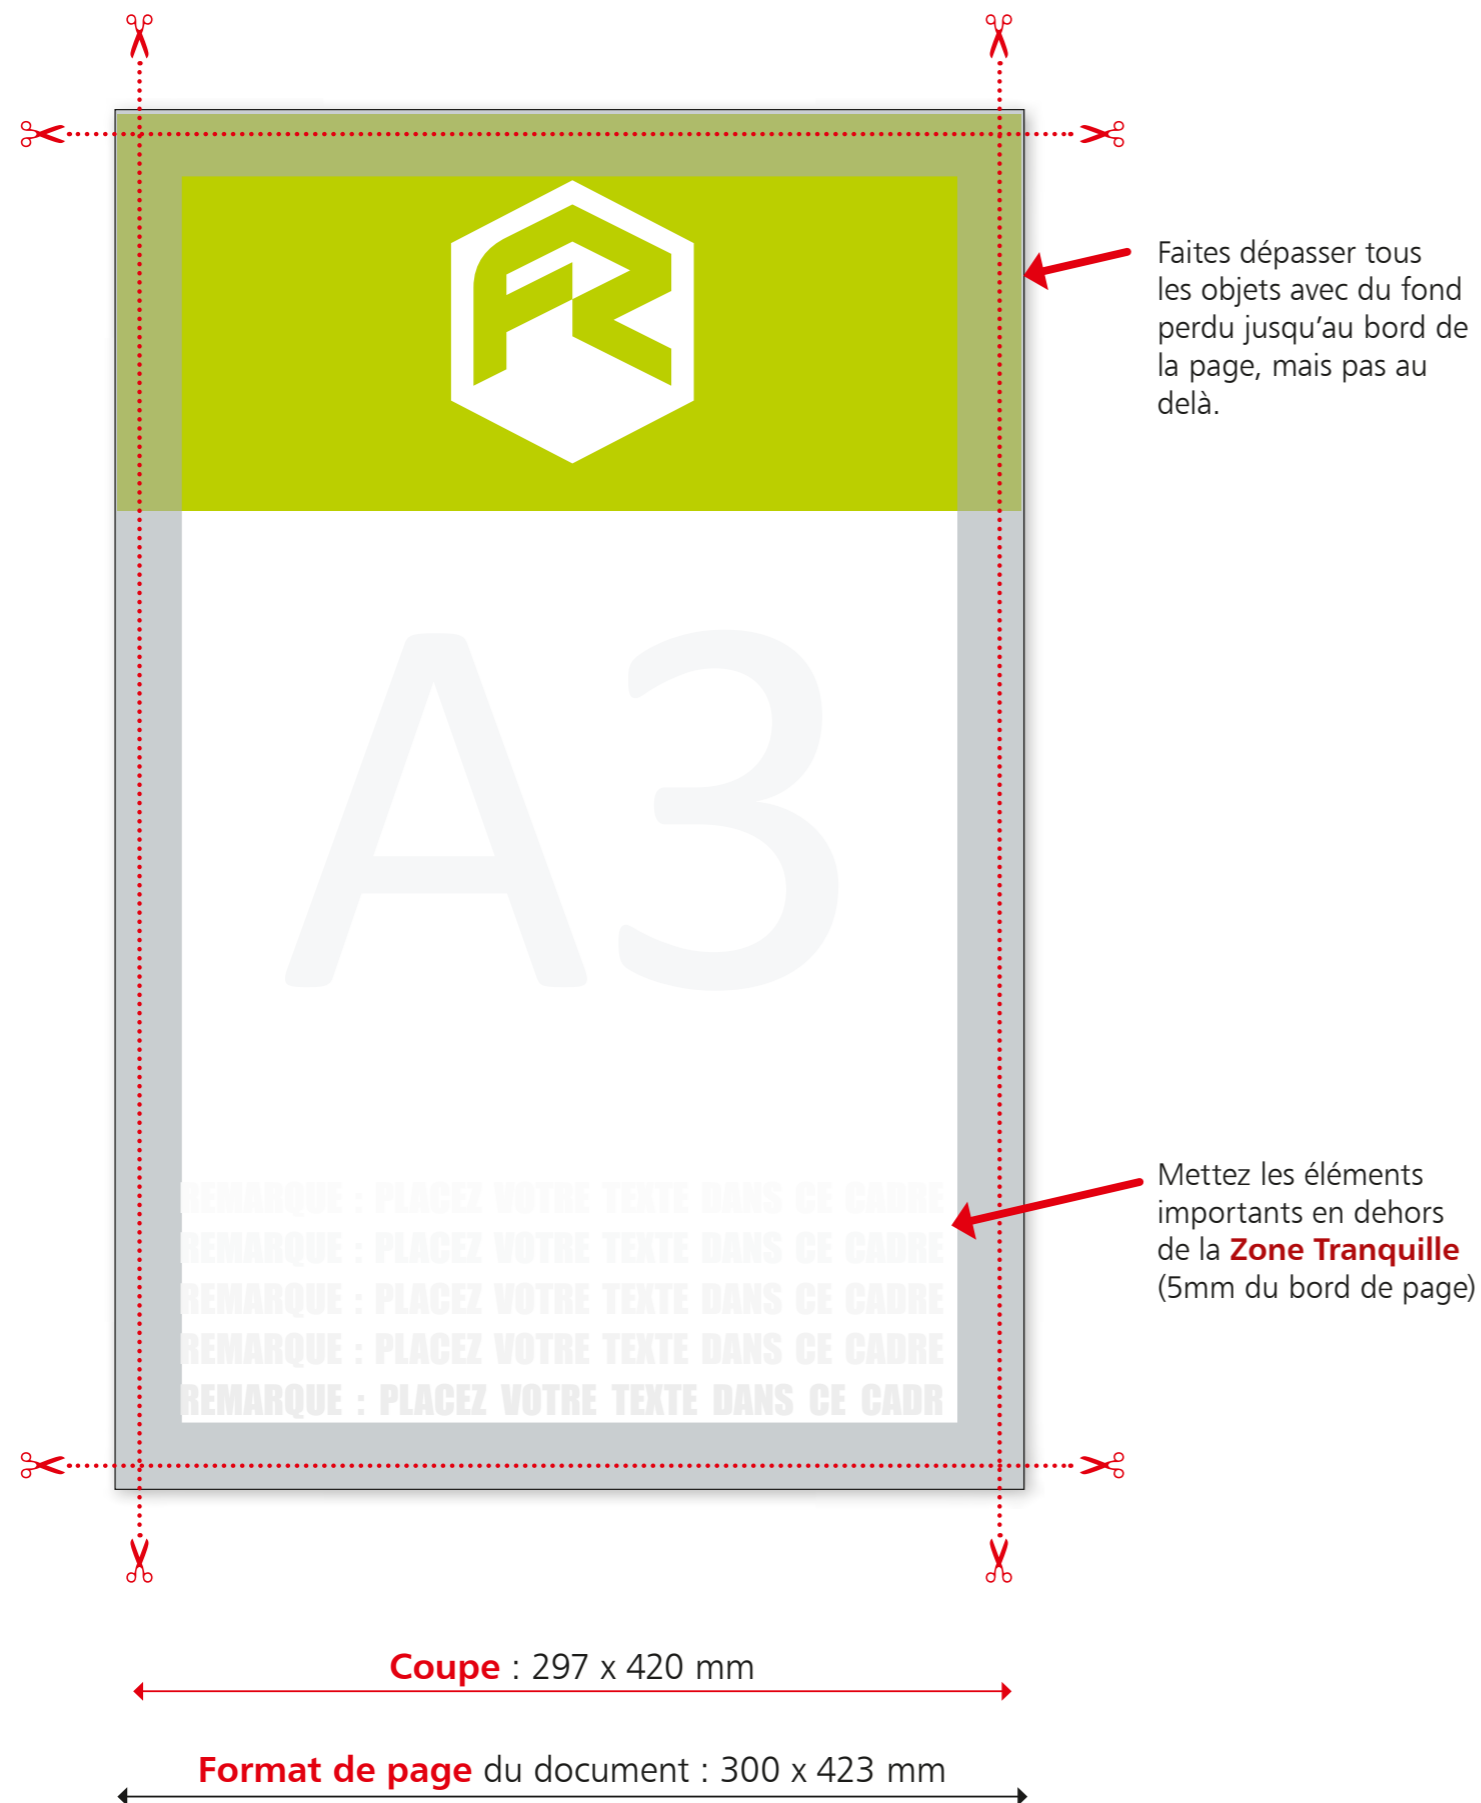 Faites dépasser tous
les objets avec du fond
perdu jusqu'au bord de
la page, mais pas au
delà.
A3
Mettez les éléments
importants en dehors
de la Zone Tranquille
(5mm du bord de page)
REMARQUE : PLACEZ VOTRE TEXTE DANS CE CADRE
REMARQUE : PLACEZ VOTRE TEXTE DANS CE CADRE
REMARQUE : PLACEZ VOTRE TEXTE DANS CE CADRE
REMARQUE : PLACEZ VOTRE TEXTE DANS CE CADRE
REMARQUE : PLACEZ VOTRE TEXTE DANS CE CADR
Coupe : 297 x 420 mm
Format de page du document : 300 x 423 mm